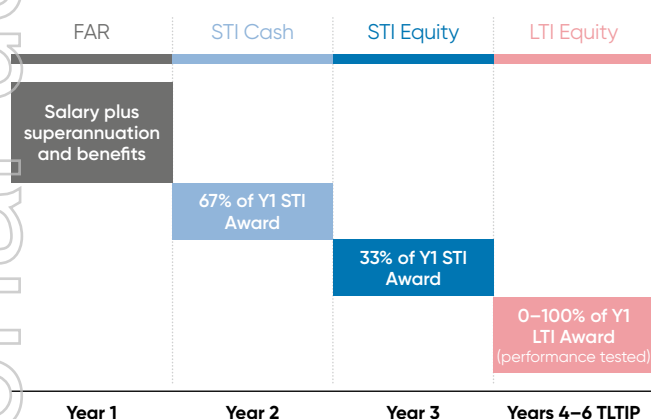 FAR
STI Cash
STI Equity
LTI Equity
Salary plus
superannuation
and benefits
67% of Y1 STI
Award
33% of Y1 STI
Award
0–100% of Y1
LTI Award
(performance tested)
Year 1
Year 2
Year 3
Years 4–6 TLTIP